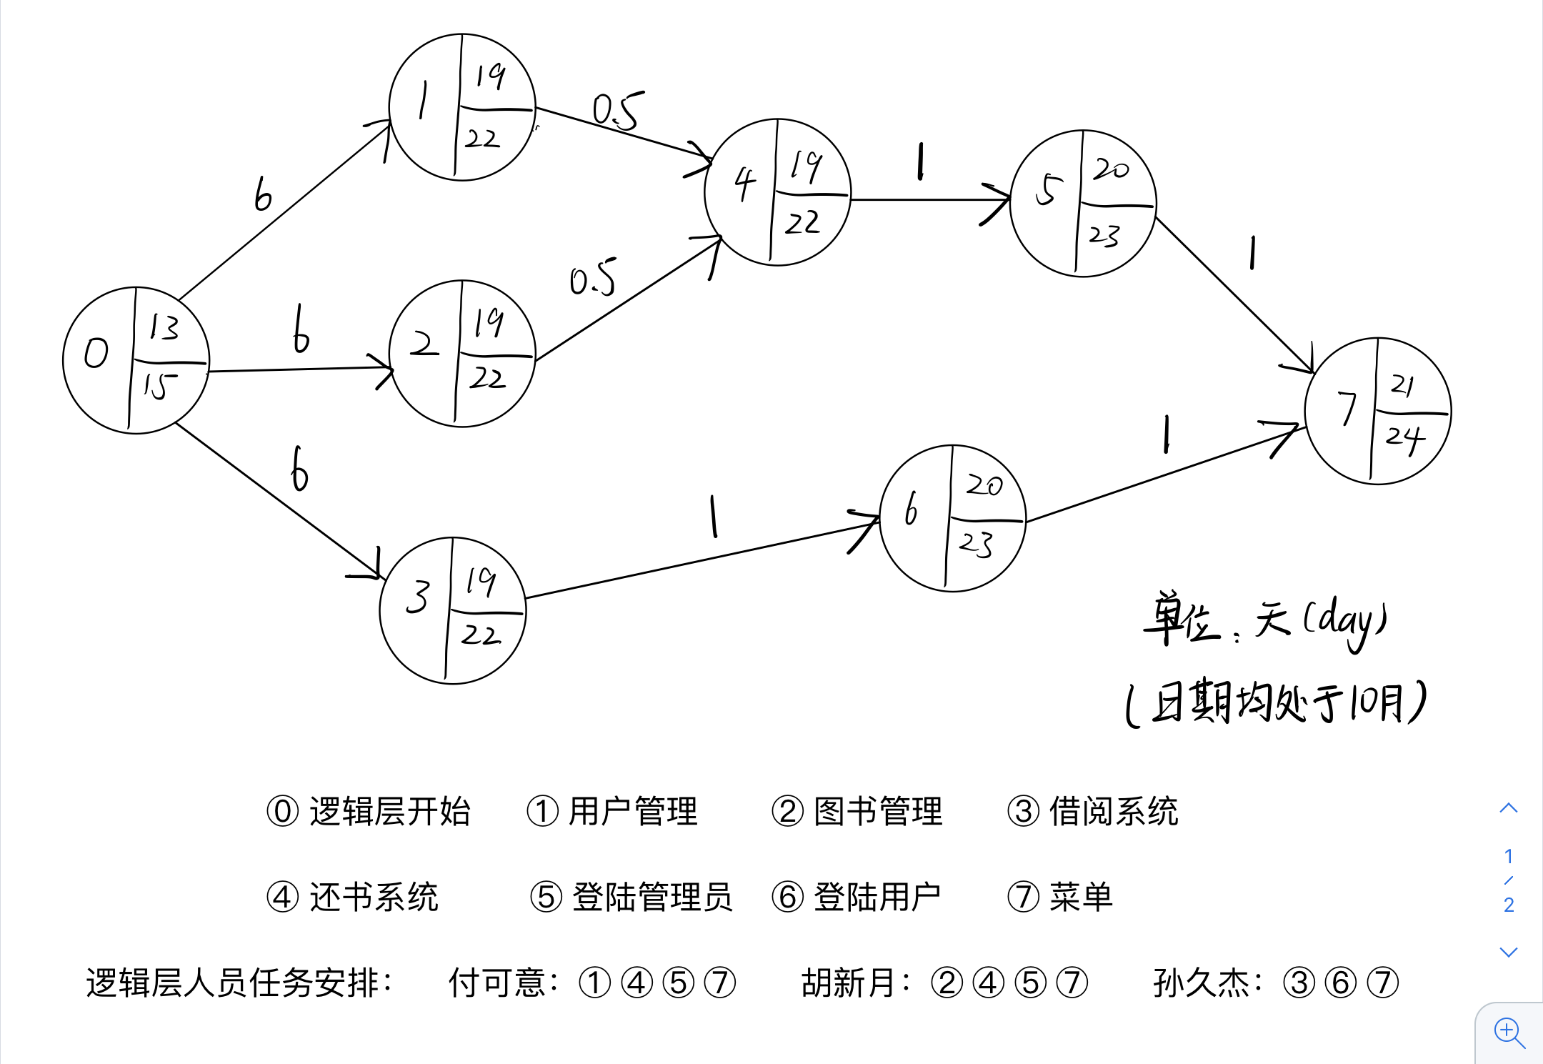 1 19 22
0.5
4 19 22
1
5 20 23
6
1
0 13 15
6
2 19 22
0.5
7 21 24
6
3 19 22
1
6 20 23
1
单位：天(day)
(日期均处于10月)
⓪ 逻辑层开始 ① 用户管理 ② 图书管理 ③ 借阅系统
④ 还书系统 ⑤ 登陆管理员 ⑥ 登陆用户 ⑦ 菜单
逻辑层人员任务安排： 付可意：①④⑤⑦ 胡新月：②④⑤⑦ 孙久杰：③⑥⑦
1
/
2